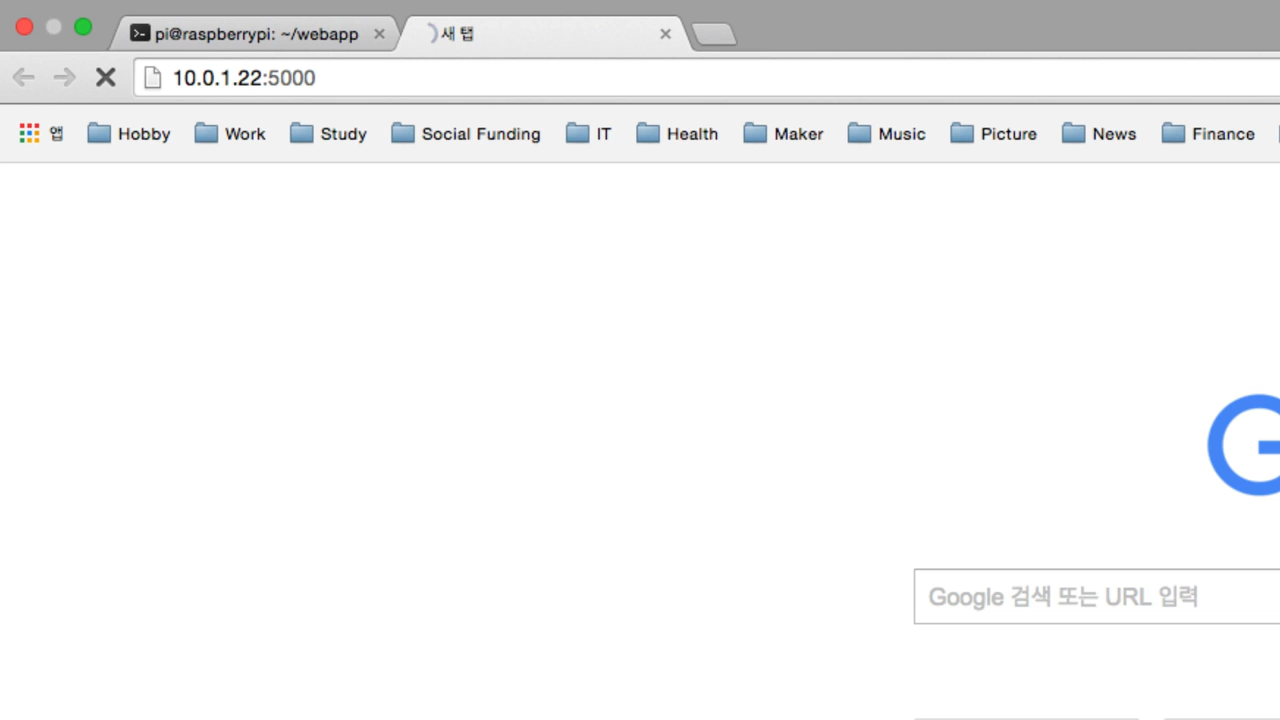 pi@raspberrypi: ~/webapp 새 탭
10.0.1.22:5000
앱 Hobby Work Study Social Funding IT Health Maker Music Picture News Finance
G
Google 검색 또는 URL 입력